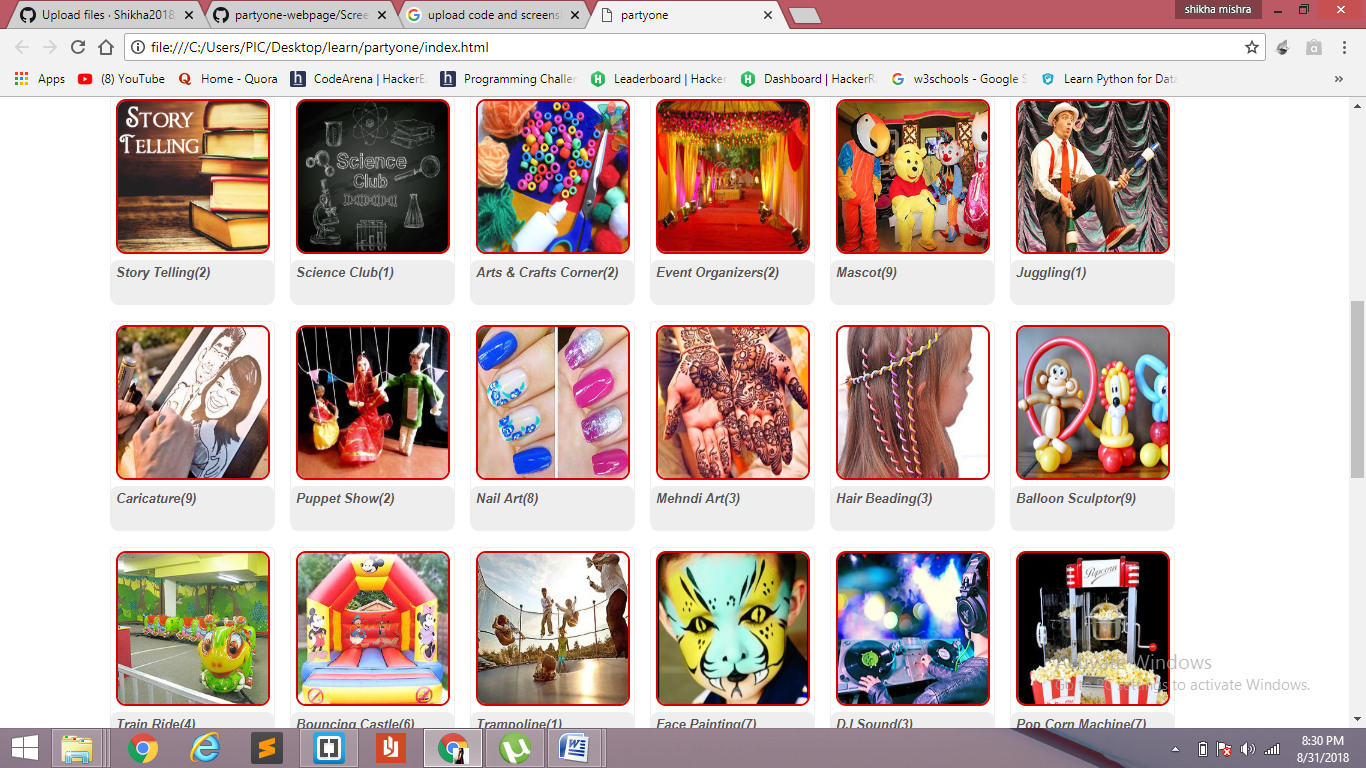 Upload files · Shikha2018
partyone-webpage/Scree
upload code and screensh
partyone
shikha mishra
file:///C:/Users/PIC/Desktop/learn/partyone/index.html
Apps
(8) YouTube
Home - Quora
CodeArena | HackerE
Programming Challen
Leaderboard | Hacker
Dashboard | HackerR
w3schools - Google S
Learn Python for Data
»
STORY
TELLING
Science
Club
Story Telling(2)
Science Club(1)
Arts & Crafts Corner(2)
Event Organizers(2)
Mascot(9)
Juggling(1)
Caricature(9)
Puppet Show(2)
Nail Art(8)
Mehndi Art(3)
Hair Beading(3)
Balloon Sculptor(9)
Popcorn
Train Ride(4)
Bouncing Castle(6)
Trampoline(1)
Face Painting(7)
DJ Sound(3)
Pop Corn Machine(7)
Activate Windows
Go to PC settings to activate Windows.
8:30 PM
8/31/2018